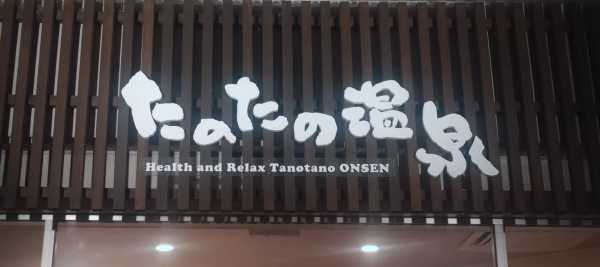 たのたの温泉
Health and Relax Tanotano ONSEN